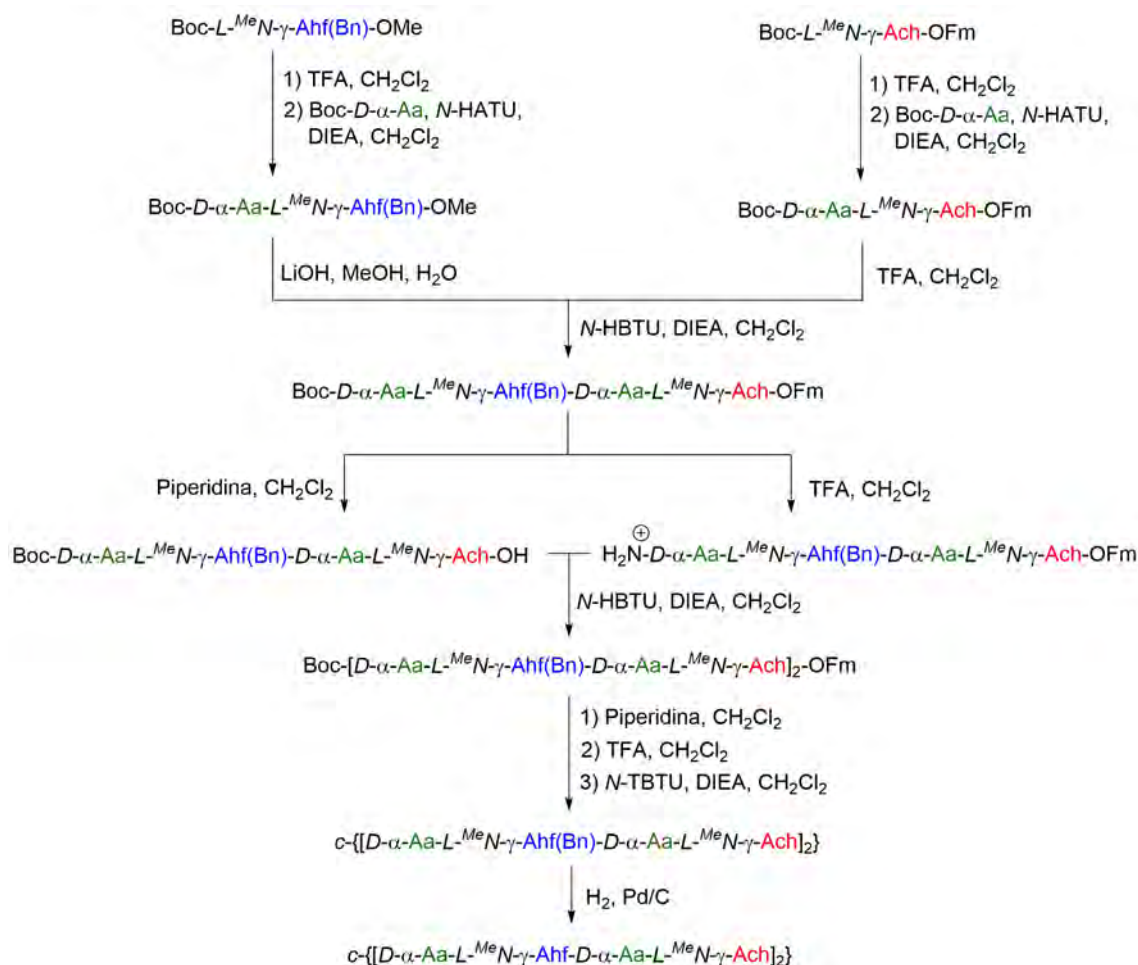 Boc-L-MeN-γ-Ahf(Bn)-OMe
Boc-L-MeN-γ-Ach-OFm
1) TFA, CH2Cl2
2) Boc-D-α-Aa, N-HATU,
DIEA, CH2Cl2
1) TFA, CH2Cl2
2) Boc-D-α-Aa, N-HATU,
DIEA, CH2Cl2
Boc-D-α-Aa-L-MeN-γ-Ahf(Bn)-OMe
Boc-D-α-Aa-L-MeN-γ-Ach-OFm
LiOH, MeOH, H2O
TFA, CH2Cl2
N-HBTU, DIEA, CH2Cl2
Boc-D-α-Aa-L-MeN-γ-Ahf(Bn)-D-α-Aa-L-MeN-γ-Ach-OFm
Piperidina, CH2Cl2
TFA, CH2Cl2
Boc-D-α-Aa-L-MeN-γ-Ahf(Bn)-D-α-Aa-L-MeN-γ-Ach-OH
⊕
H2N-D-α-Aa-L-MeN-γ-Ahf(Bn)-D-α-Aa-L-MeN-γ-Ach-OFm
N-HBTU, DIEA, CH2Cl2
Boc-[D-α-Aa-L-MeN-γ-Ahf(Bn)-D-α-Aa-L-MeN-γ-Ach]2-OFm
1) Piperidina, CH2Cl2
2) TFA, CH2Cl2
3) N-TBTU, DIEA, CH2Cl2
c-{[D-α-Aa-L-MeN-γ-Ahf(Bn)-D-α-Aa-L-MeN-γ-Ach]2}
H2, Pd/C
c-{[D-α-Aa-L-MeN-γ-Ahf-D-α-Aa-L-MeN-γ-Ach]2}